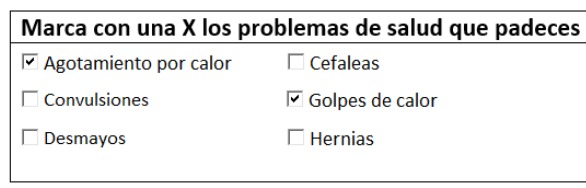 Marca con una X los problemas de salud que padeces
Agotamiento por calor Cefaleas
Convulsiones Golpes de calor
Desmayos Hernias